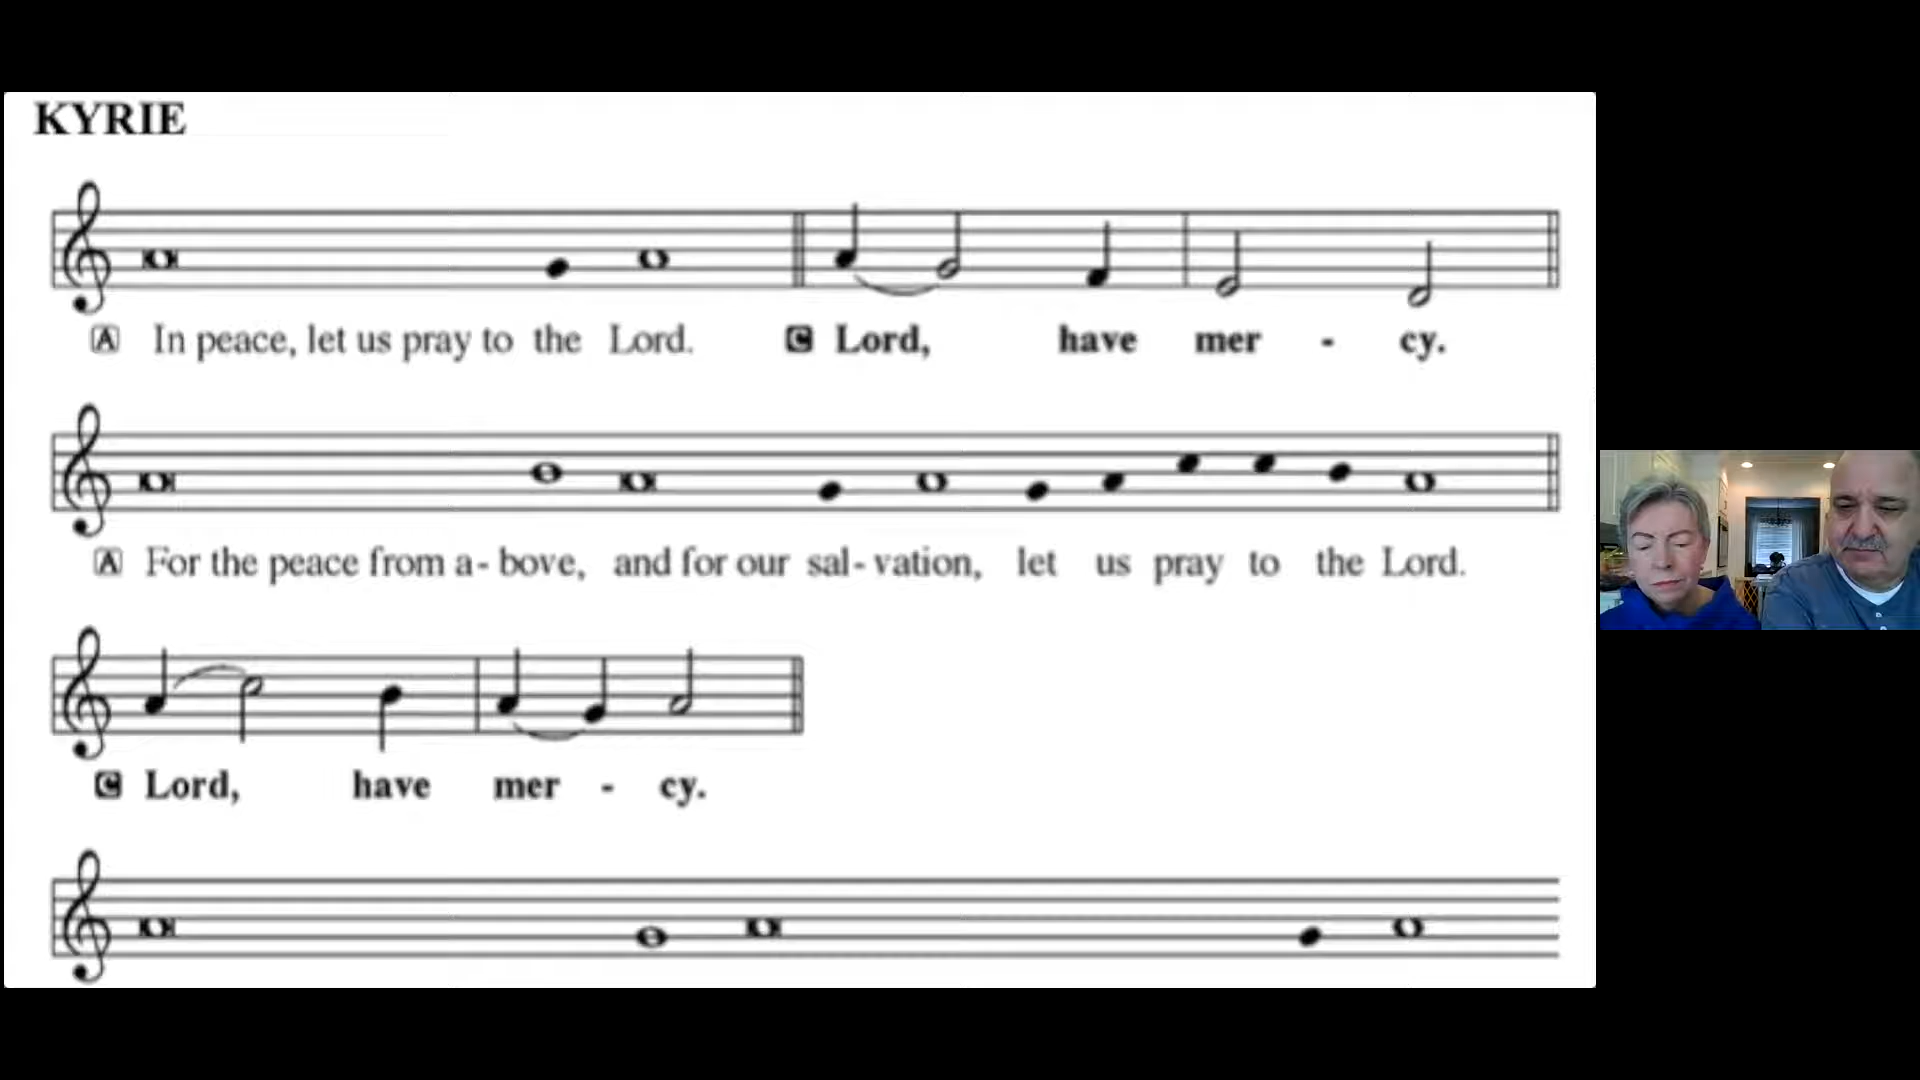 KYRIE
A In peace, let us pray to the Lord. C Lord, have mer - cy.
A For the peace from a- bove, and for our sal- vation, let us pray to the Lord.
C Lord, have mer - cy.